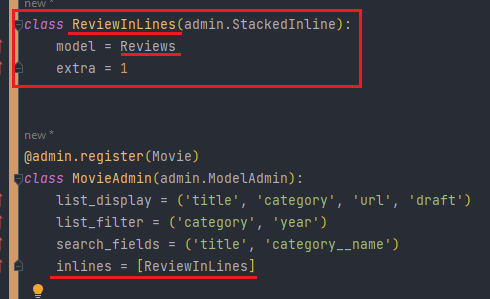 new *
class ReviewInLines(admin.StackedInline):
model = Reviews
extra = 1
new *
@admin.register(Movie)
class MovieAdmin(admin.ModelAdmin):
list_display = ('title', 'category', 'url', 'draft')
list_filter = ('category', 'year')
search_fields = ('title', 'category__name')
inlines = [ReviewInLines]